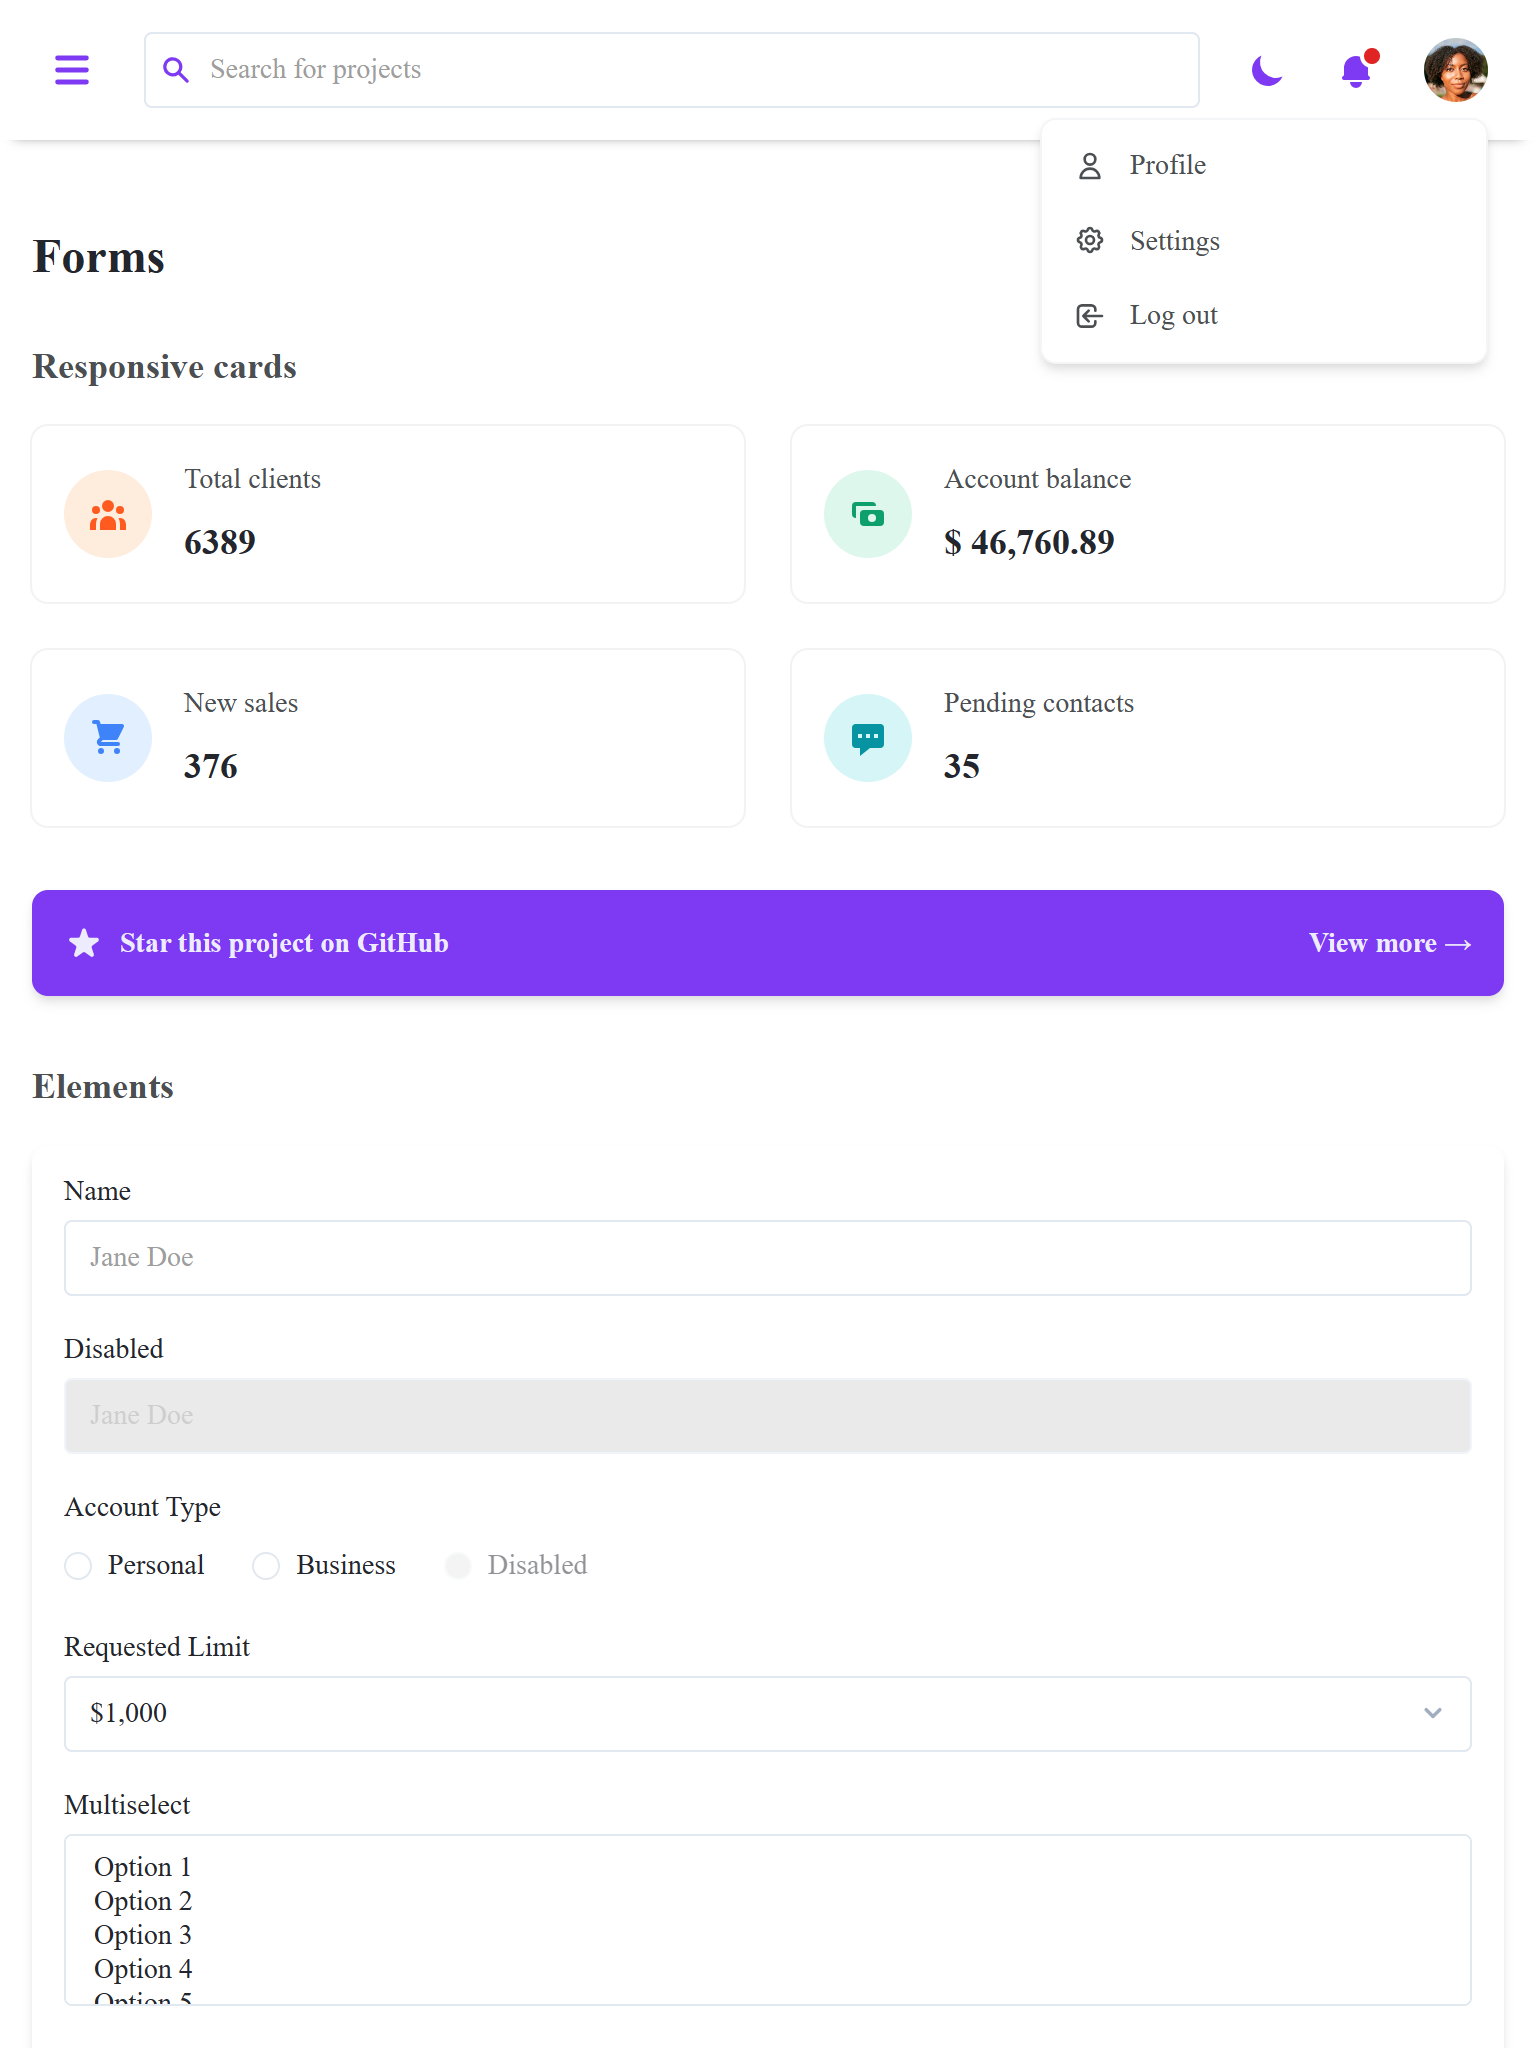 Search for projects
Profile
Settings
Log out
Forms
Responsive cards
Total clients
6389
Account balance
$ 46,760.89
New sales
376
Pending contacts
35
Star this project on GitHub
View more →
Elements
Name
Jane Doe
Disabled
Jane Doe
Account Type
Personal
Business
Disabled
Requested Limit
$1,000
Multiselect
Option 1
Option 2
Option 3
Option 4
Option 5